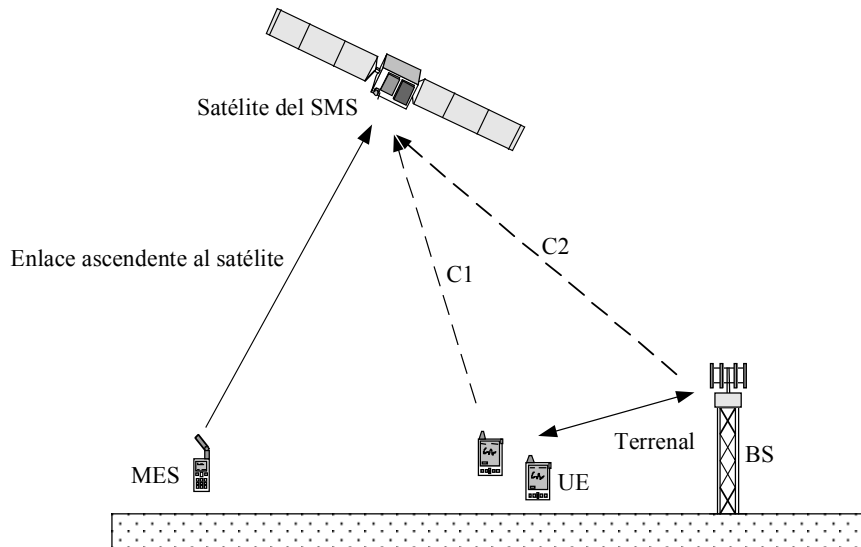 Satélite del SMS
Enlace ascendente al satélite
C1
C2
Terrenal
MES
UE
BS